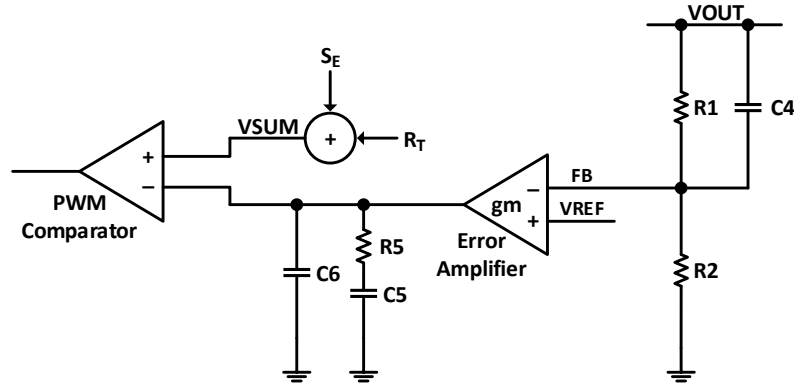 VOUT
SE
R1
C4
VSUM
+
RT
+
−
FB
−
gm
VREF
+
PWM
Comparator
Error
Amplifier
R5
R2
C6
C5